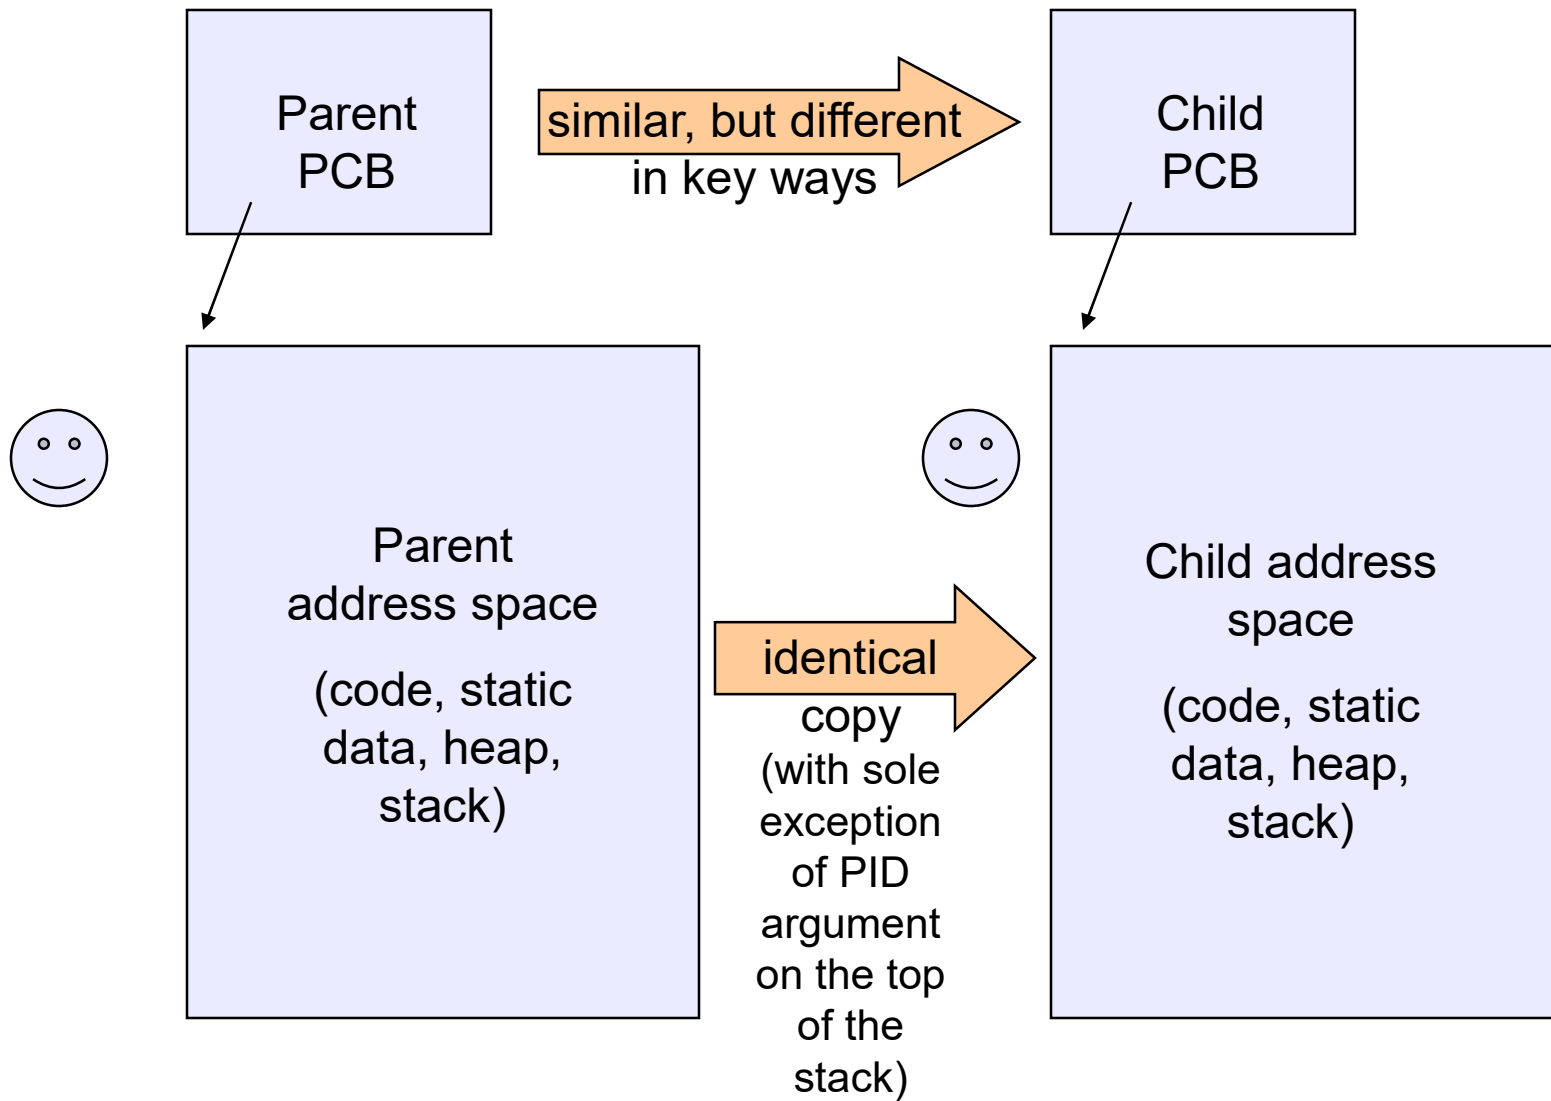 Parent
PCB
similar, but different
in key ways
Child
PCB
Parent
address space
(code, static
data, heap,
stack)
identical
copy
(with sole
exception
of PID
argument
on the top
of the
stack)
Child address
space
(code, static
data, heap,
stack)